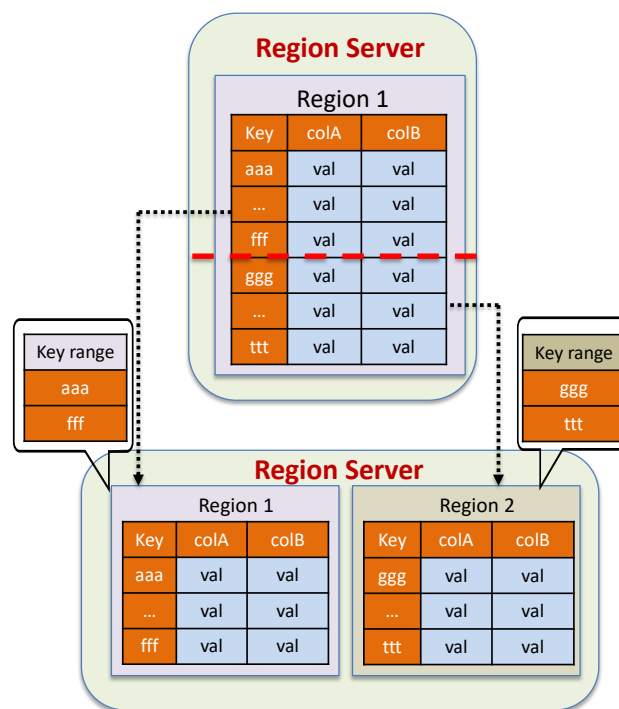 Region Server
Region 1
Key colA colB
aaa val val
... val val
fff val val
ggg val val
... val val
ttt val val
Key range
aaa
fff
Key range
ggg
ttt
Region Server
Region 1
Key colA colB
aaa val val
... val val
fff val val
Region 2
Key colA colB
ggg val val
... val val
ttt val val